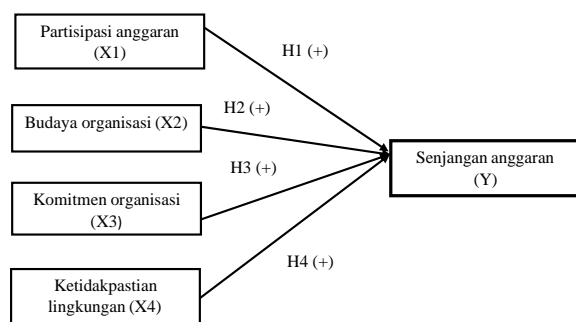 Partisipasi anggaran
(X1)
H1 (+)
Budaya organisasi (X2)
H2 (+)
Senjangan anggaran
(Y)
H3 (+)
Komitmen organisasi
(X3)
H4 (+)
Ketidakpastian
lingkungan (X4)